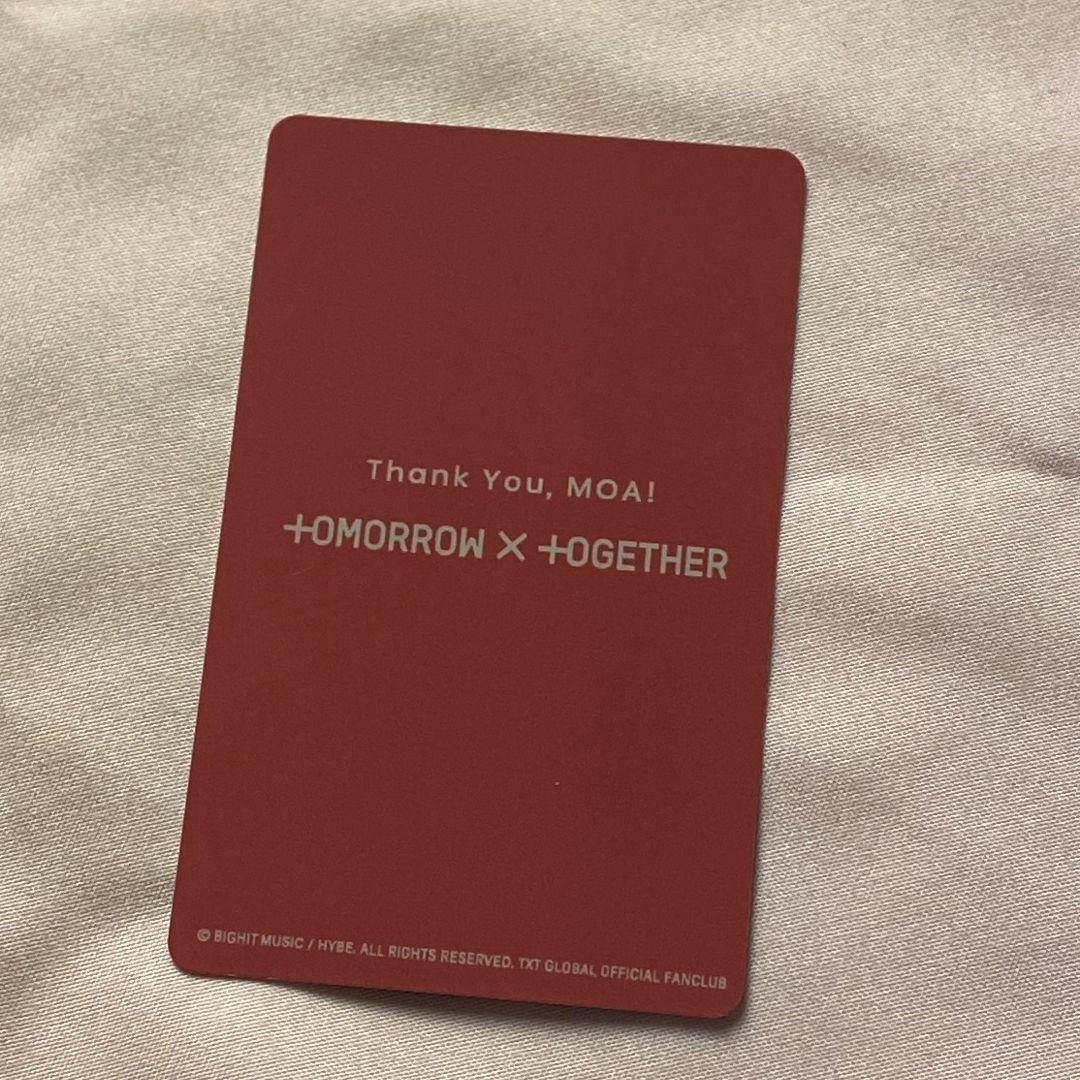 Thank You, MOA!
TOMORROW X TOGETHER
© BIGHIT MUSIC / HYBE. ALL RIGHTS RESERVED. TXT GLOBAL OFFICIAL FANCLUB